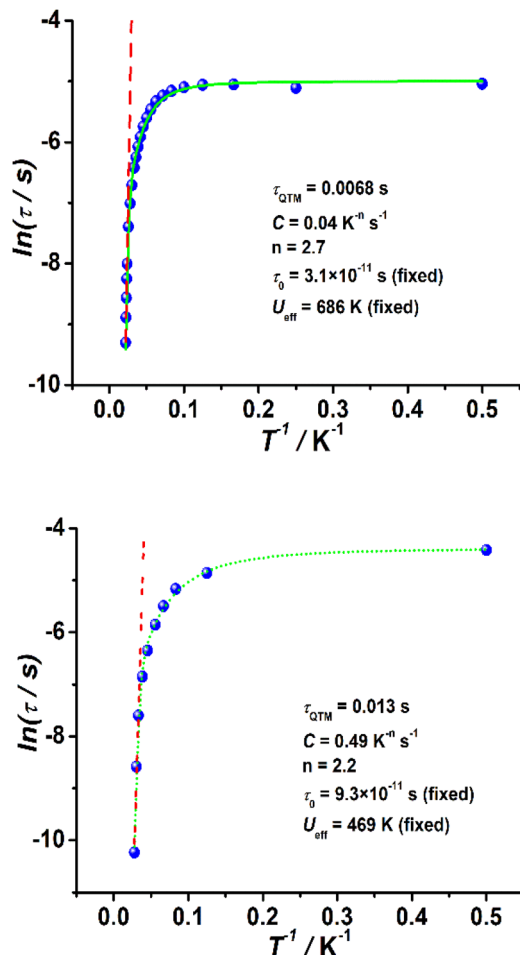 -4
-6
-8
-10
ln(τ / s)
τQTM = 0.0068 s
C = 0.04 K⁻ⁿ s⁻¹
n = 2.7
τ0 = 3.1×10⁻¹¹ s (fixed)
Ueff = 686 K (fixed)
0.0 0.1 0.2 0.3 0.4 0.5
T⁻¹ / K⁻¹
-4
-6
-8
-10
ln(τ / s)
τQTM = 0.013 s
C = 0.49 K⁻ⁿ s⁻¹
n = 2.2
τ0 = 9.3×10⁻¹¹ s (fixed)
Ueff = 469 K (fixed)
0.0 0.1 0.2 0.3 0.4 0.5
T⁻¹ / K⁻¹